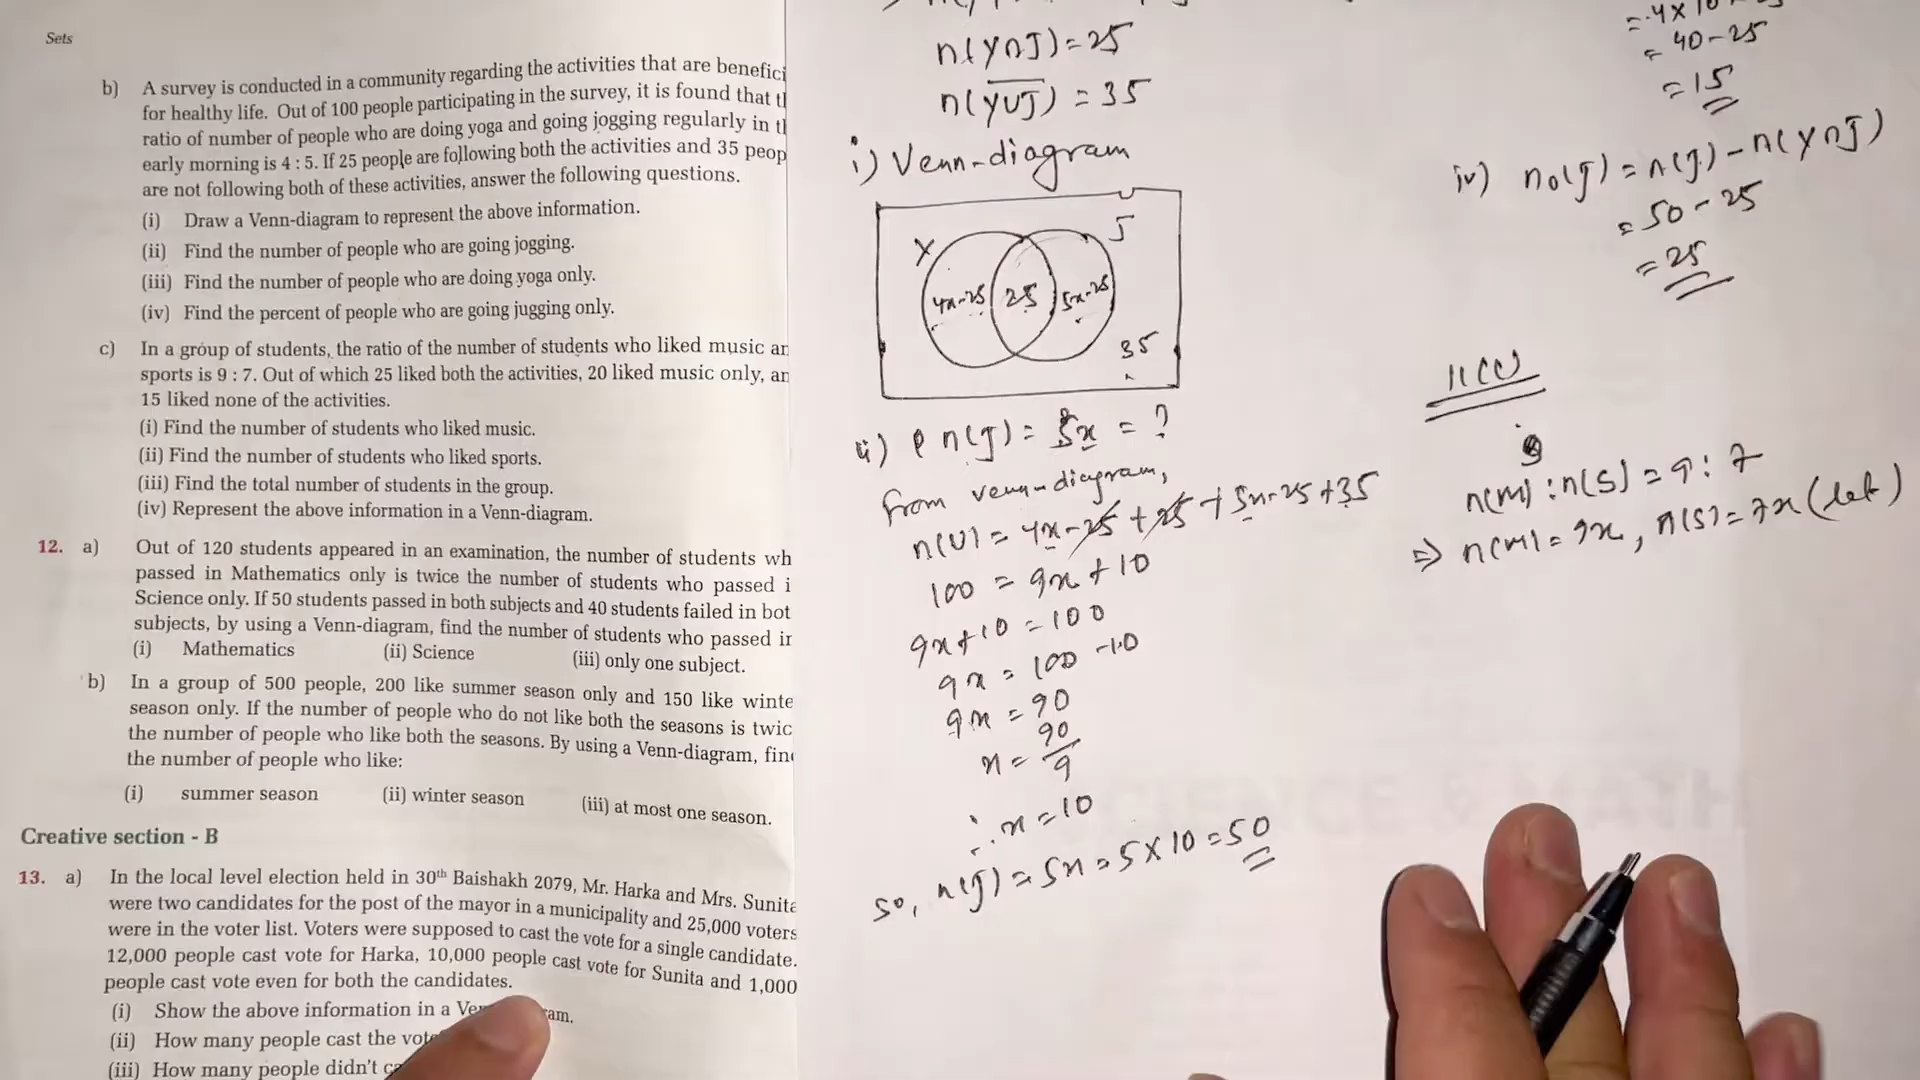 Sets
b) A survey is conducted in a community regarding the activities that are benefici
for healthy life. Out of 100 people participating in the survey, it is found that t
ratio of number of people who are doing yoga and going jogging regularly in t
early morning is 4 : 5. If 25 people are following both the activities and 35 peop
are not following both of these activities, answer the following questions.
(i) Draw a Venn-diagram to represent the above information.
(ii) Find the number of people who are going jogging.
(iii) Find the number of people who are doing yoga only.
(iv) Find the percent of people who are going jugging only.
c) In a group of students, the ratio of the number of students who liked music an
sports is 9 : 7. Out of which 25 liked both the activities, 20 liked music only, an
15 liked none of the activities.
(i) Find the number of students who liked music.
(ii) Find the number of students who liked sports.
(iii) Find the total number of students in the group.
(iv) Represent the above information in a Venn-diagram.
12. a) Out of 120 students appeared in an examination, the number of students wh
passed in Mathematics only is twice the number of students who passed i
Science only. If 50 students passed in both subjects and 40 students failed in bot
subjects, by using a Venn-diagram, find the number of students who passed in
(i) Mathematics (ii) Science (iii) only one subject.
b) In a group of 500 people, 200 like summer season only and 150 like winte
season only. If the number of people who do not like both the seasons is twic
the number of people who like both the seasons. By using a Venn-diagram, fin
the number of people who like:
(i) summer season (ii) winter season (iii) at most one season.
Creative section - B
13. a) In the local level election held in 30th Baishakh 2079, Mr. Harka and Mrs. Sunita
were two candidates for the post of the mayor in a municipality and 25,000 voters
were in the voter list. Voters were supposed to cast the vote for a single candidate.
12,000 people cast vote for Harka, 10,000 people cast vote for Sunita and 1,000
people cast vote even for both the candidates.
(i) Show the above information in a Ve am.
(ii) How many people cast the vot
(iii) How many people didn't c
n(Y∩J) = 25
n(Y∪J)‾ = 35
i) Venn-diagram
U
Y J
4x-25 25 5x-25
35
ii) n(J) = 5x = ?
from venn-diagram,
n(U) = 4x-25 + 25 + 5x-25+35
100 = 9x + 10
9x+10 = 100
9x = 100 - 10
9x = 90
x = 90/9
∴ x = 10
so, n(J) = 5x = 5×10 = 50
= 4×10
= 40-25
= 15
iv) no(J) = n(J) - n(Y∩J)
= 50 - 25
= 25
11(c)
n(M) : n(S) = 9 : 7
⇒ n(M) = 9x, n(S) = 7x (let)
SCIENCE & MATH